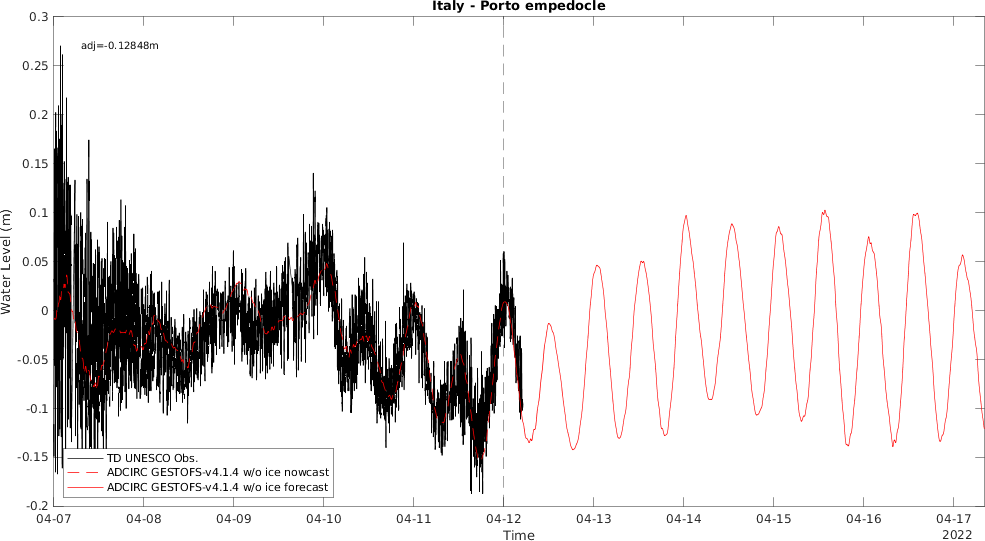 Italy - Porto empedocle
0.3
adj=-0.12848m
0.25
0.2
0.15
0.1
0.05
0
-0.05
-0.1
-0.15
-0.2
Water Level (m)
TD UNESCO Obs.
ADCIRC GESTOFS-v4.1.4 w/o ice nowcast
ADCIRC GESTOFS-v4.1.4 w/o ice forecast
04-07 04-08 04-09 04-10 04-11 04-12 04-13 04-14 04-15 04-16 04-17
Time
2022